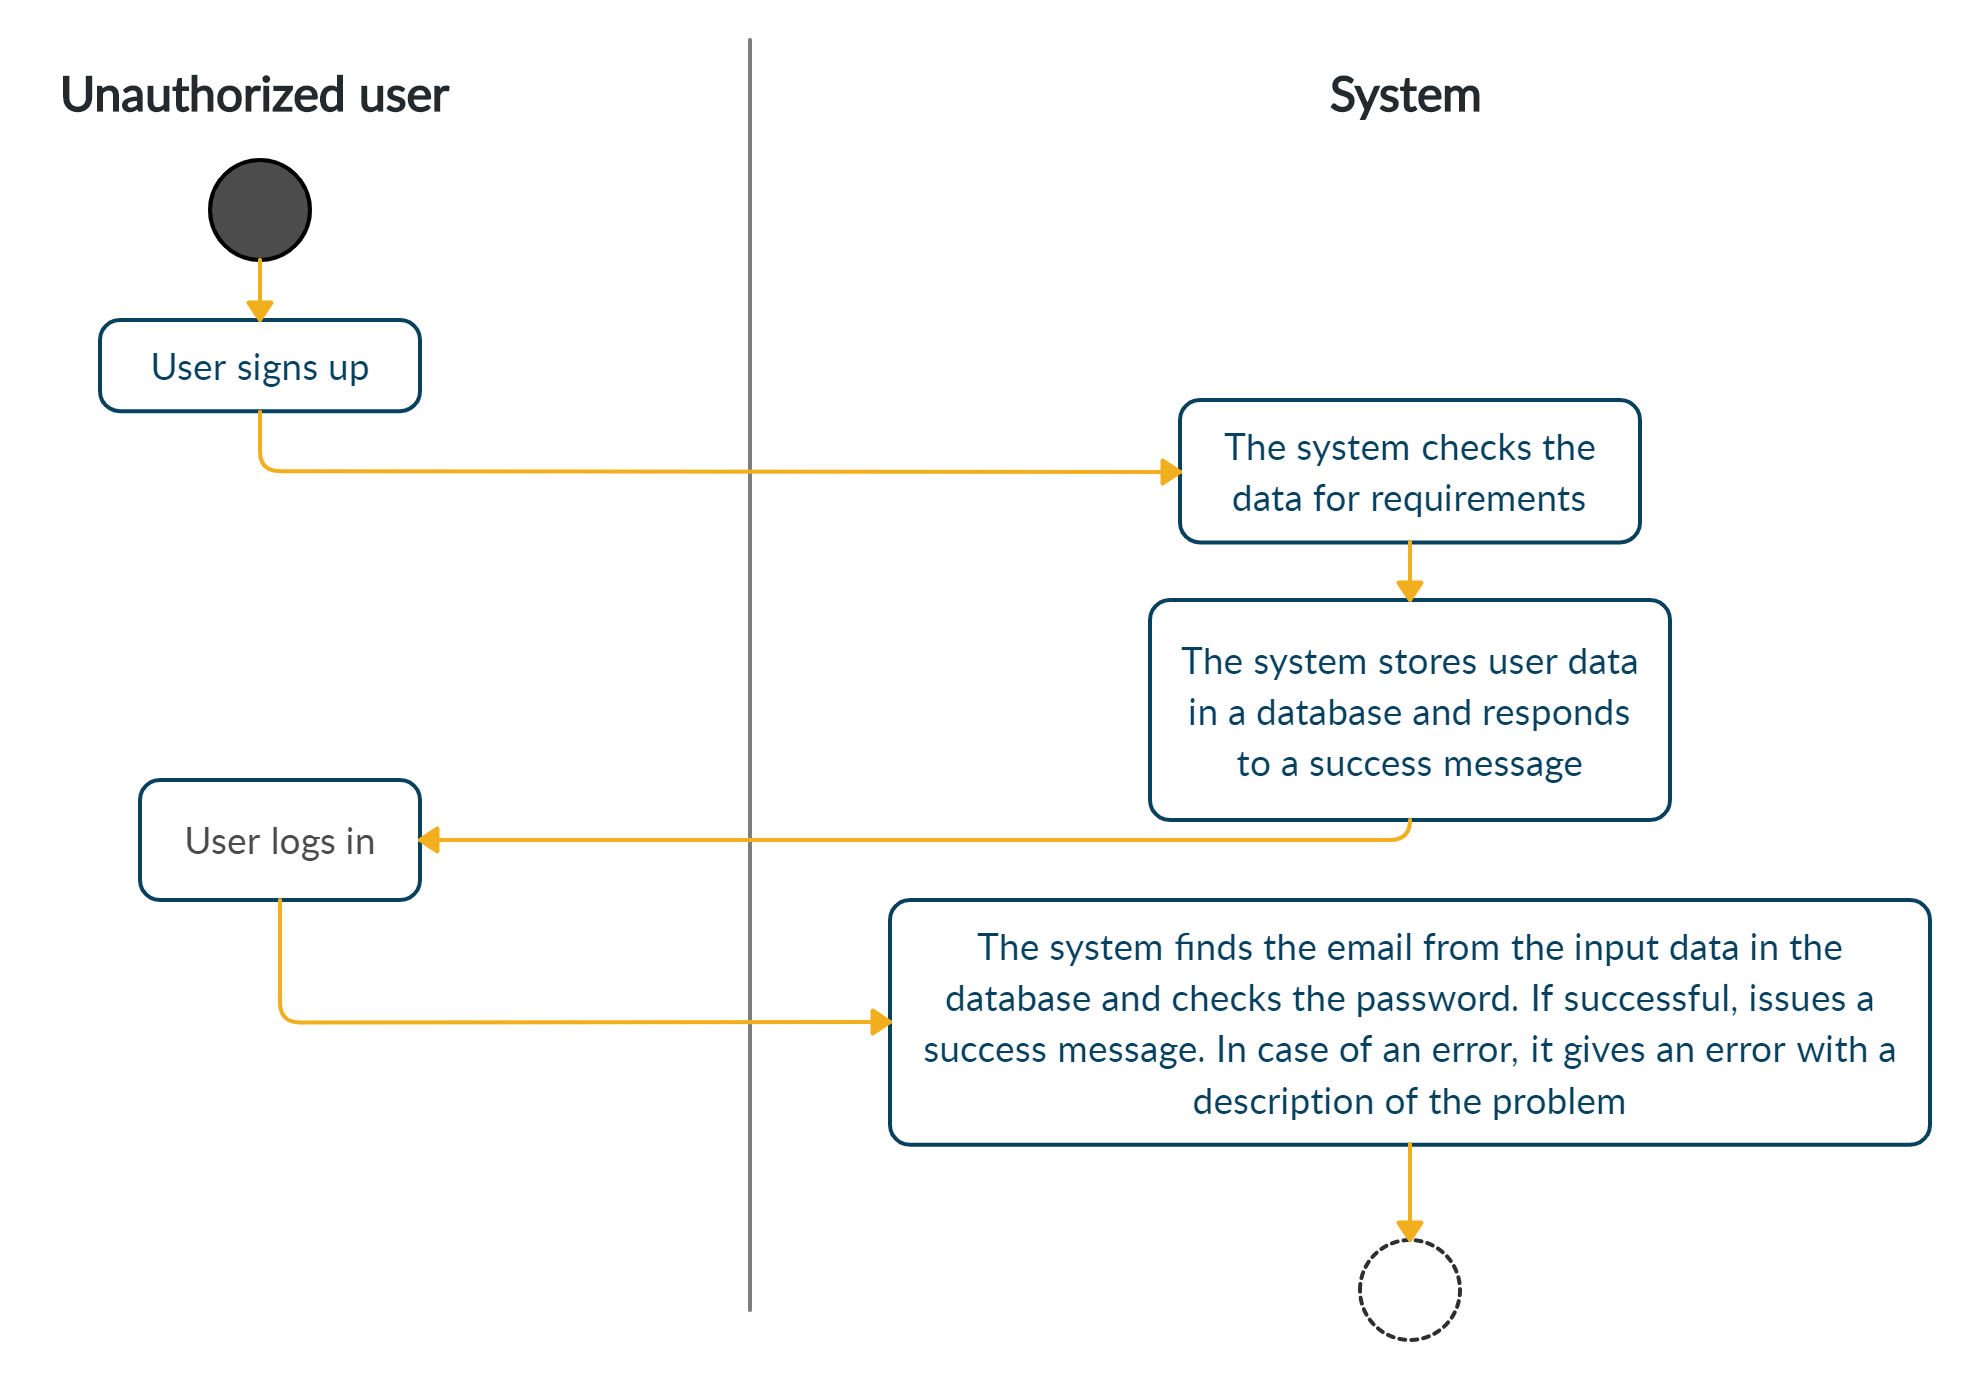 Unauthorized user
System
User signs up
The system checks the
data for requirements
The system stores user data
in a database and responds
to a success message
User logs in
The system finds the email from the input data in the
database and checks the password. If successful, issues a
success message. In case of an error, it gives an error with a
description of the problem